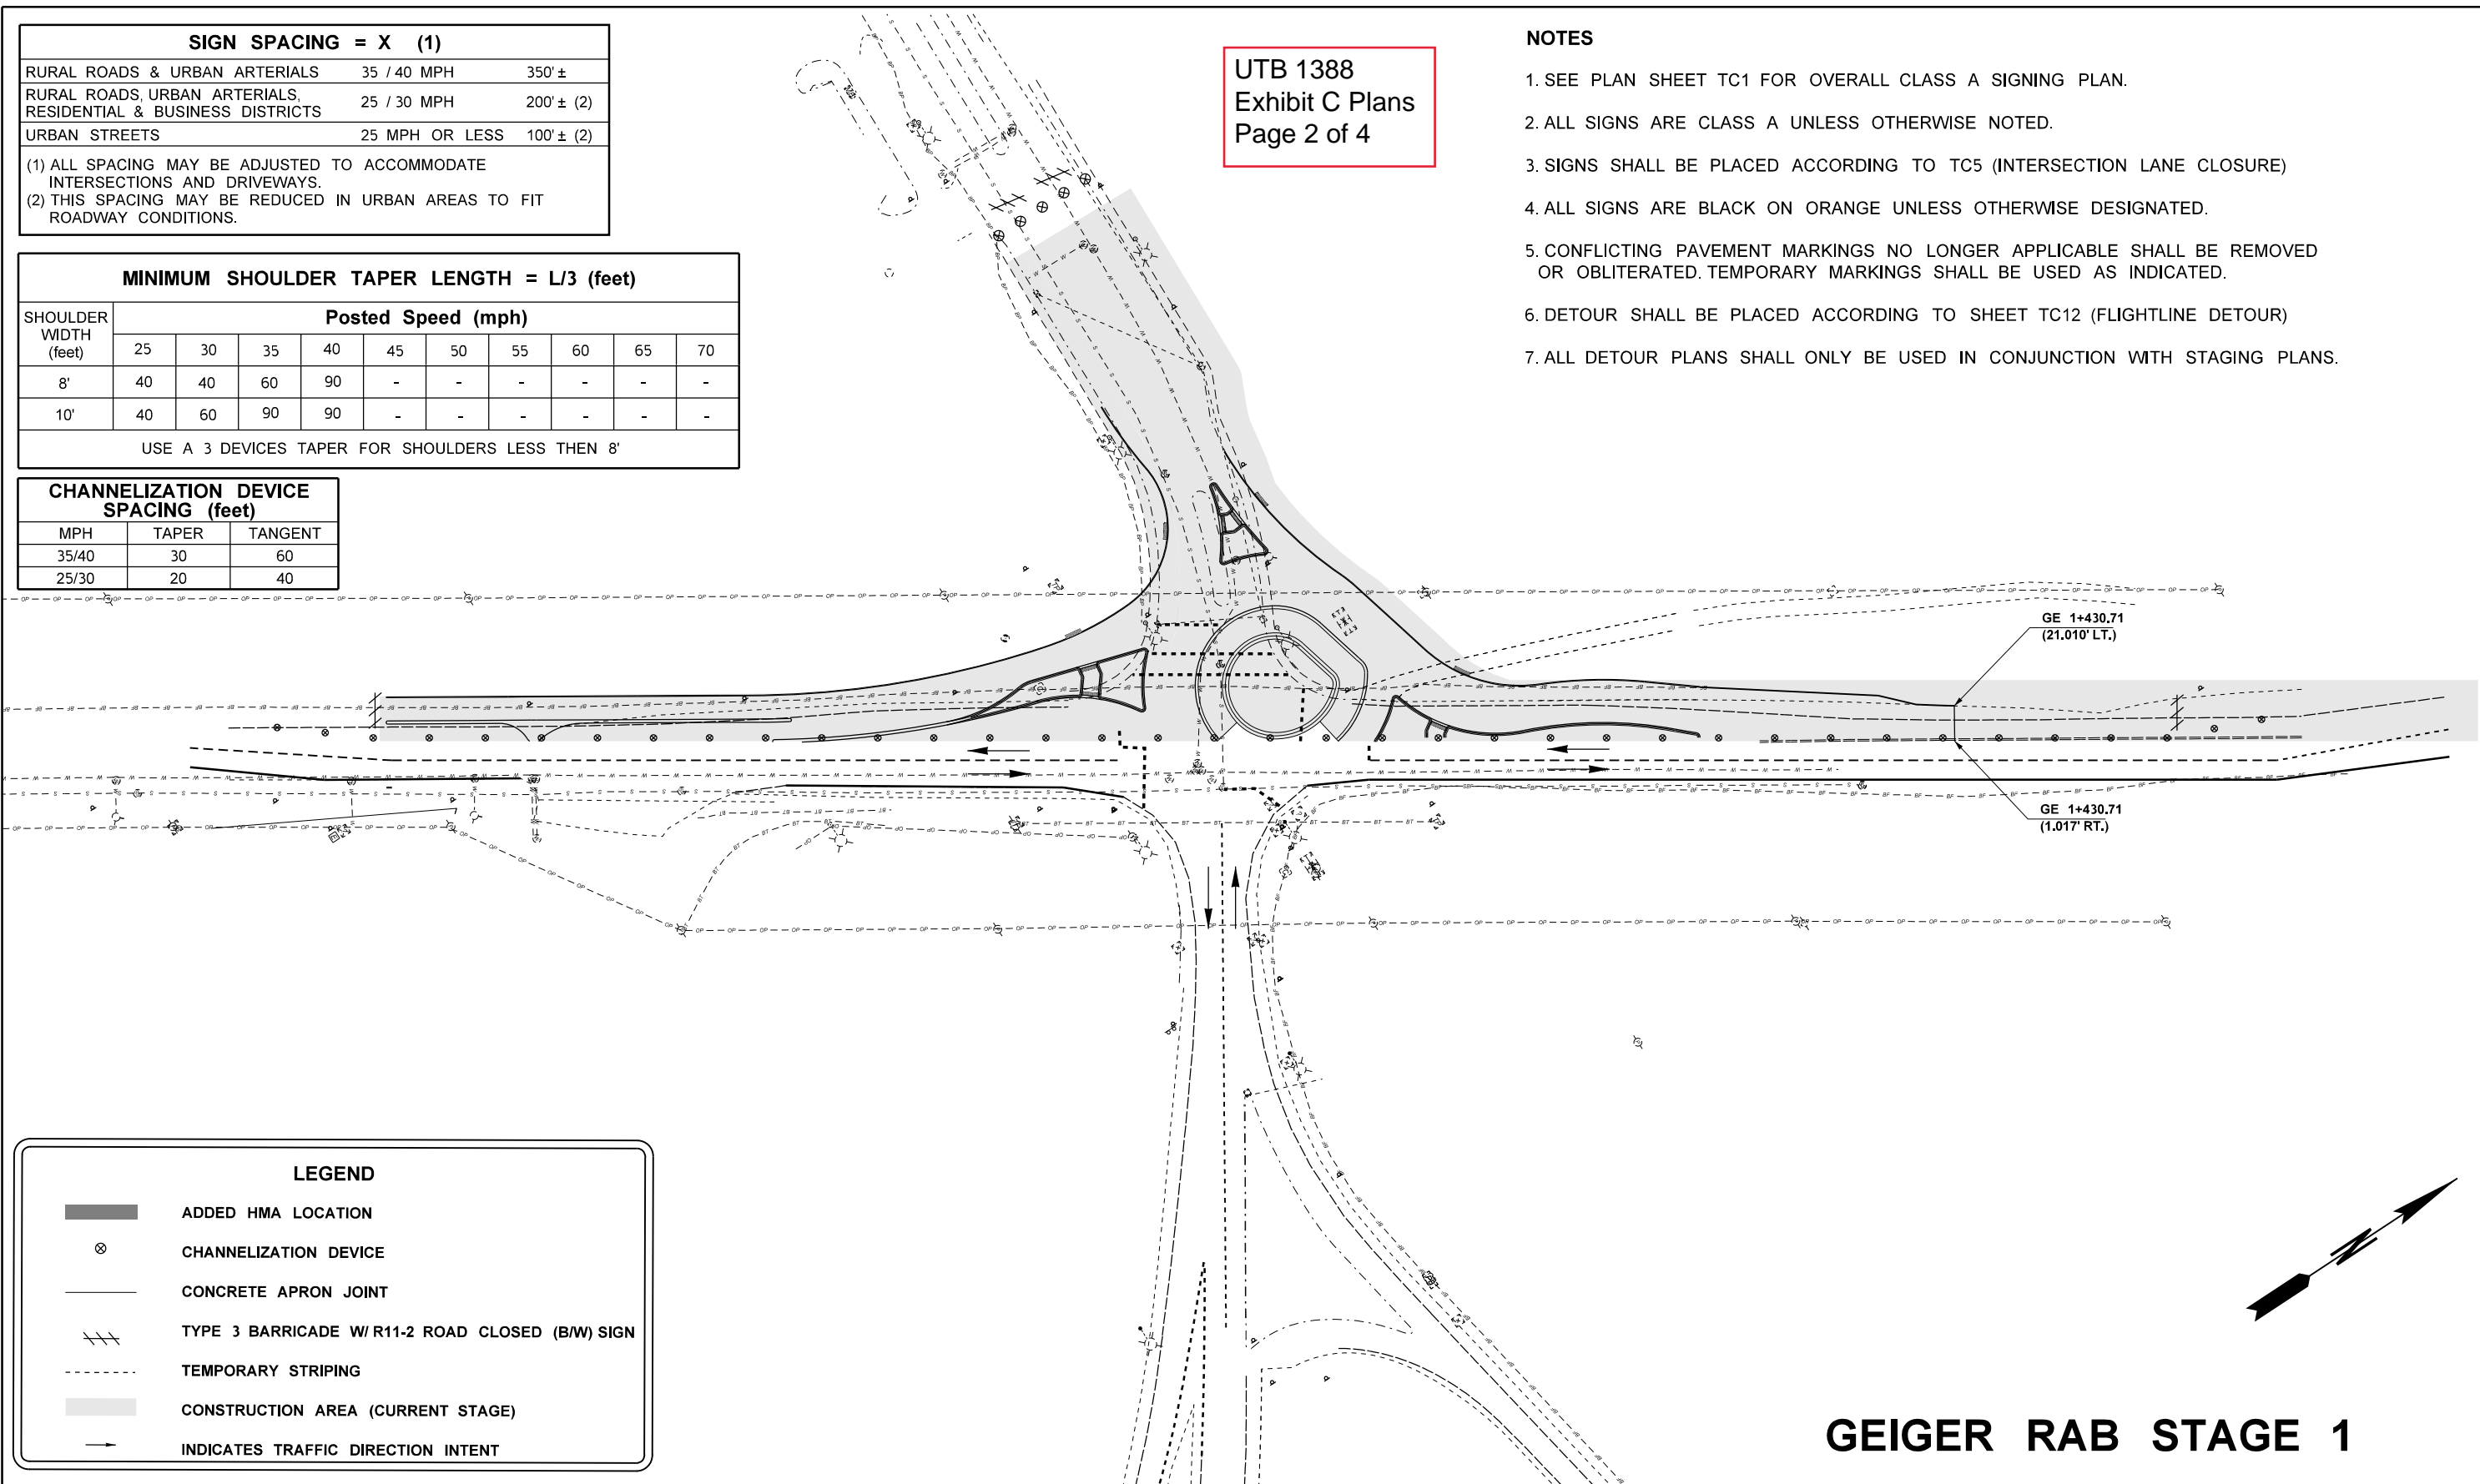 SIGN SPACING = X (1)
RURAL ROADS & URBAN ARTERIALS 35 / 40 MPH 350' ±
RURAL ROADS, URBAN ARTERIALS, RESIDENTIAL & BUSINESS DISTRICTS 25 / 30 MPH 200' ± (2)
URBAN STREETS 25 MPH OR LESS 100' ± (2)
(1) ALL SPACING MAY BE ADJUSTED TO ACCOMMODATE
INTERSECTIONS AND DRIVEWAYS.
(2) THIS SPACING MAY BE REDUCED IN URBAN AREAS TO FIT
ROADWAY CONDITIONS.
MINIMUM SHOULDER TAPER LENGTH = L/3 (feet)
SHOULDER WIDTH (feet) Posted Speed (mph)
25 30 35 40 45 50 55 60 65 70
8' 40 40 60 90 - - - - - -
10' 40 60 90 90 - - - - - -
USE A 3 DEVICES TAPER FOR SHOULDERS LESS THEN 8'
CHANNELIZATION DEVICE
SPACING (feet)
MPH TAPER TANGENT
35/40 30 60
25/30 20 40
UTB 1388
Exhibit C Plans
Page 2 of 4
NOTES
1. SEE PLAN SHEET TC1 FOR OVERALL CLASS A SIGNING PLAN.
2. ALL SIGNS ARE CLASS A UNLESS OTHERWISE NOTED.
3. SIGNS SHALL BE PLACED ACCORDING TO TC5 (INTERSECTION LANE CLOSURE)
4. ALL SIGNS ARE BLACK ON ORANGE UNLESS OTHERWISE DESIGNATED.
5. CONFLICTING PAVEMENT MARKINGS NO LONGER APPLICABLE SHALL BE REMOVED
OR OBLITERATED. TEMPORARY MARKINGS SHALL BE USED AS INDICATED.
6. DETOUR SHALL BE PLACED ACCORDING TO SHEET TC12 (FLIGHTLINE DETOUR)
7. ALL DETOUR PLANS SHALL ONLY BE USED IN CONJUNCTION WITH STAGING PLANS.
GE 1+430.71
(21.010' LT.)
GE 1+430.71
(1.017' RT.)
LEGEND
ADDED HMA LOCATION
CHANNELIZATION DEVICE
CONCRETE APRON JOINT
TYPE 3 BARRICADE W/ R11-2 ROAD CLOSED (B/W) SIGN
TEMPORARY STRIPING
CONSTRUCTION AREA (CURRENT STAGE)
INDICATES TRAFFIC DIRECTION INTENT
N
GEIGER RAB STAGE 1